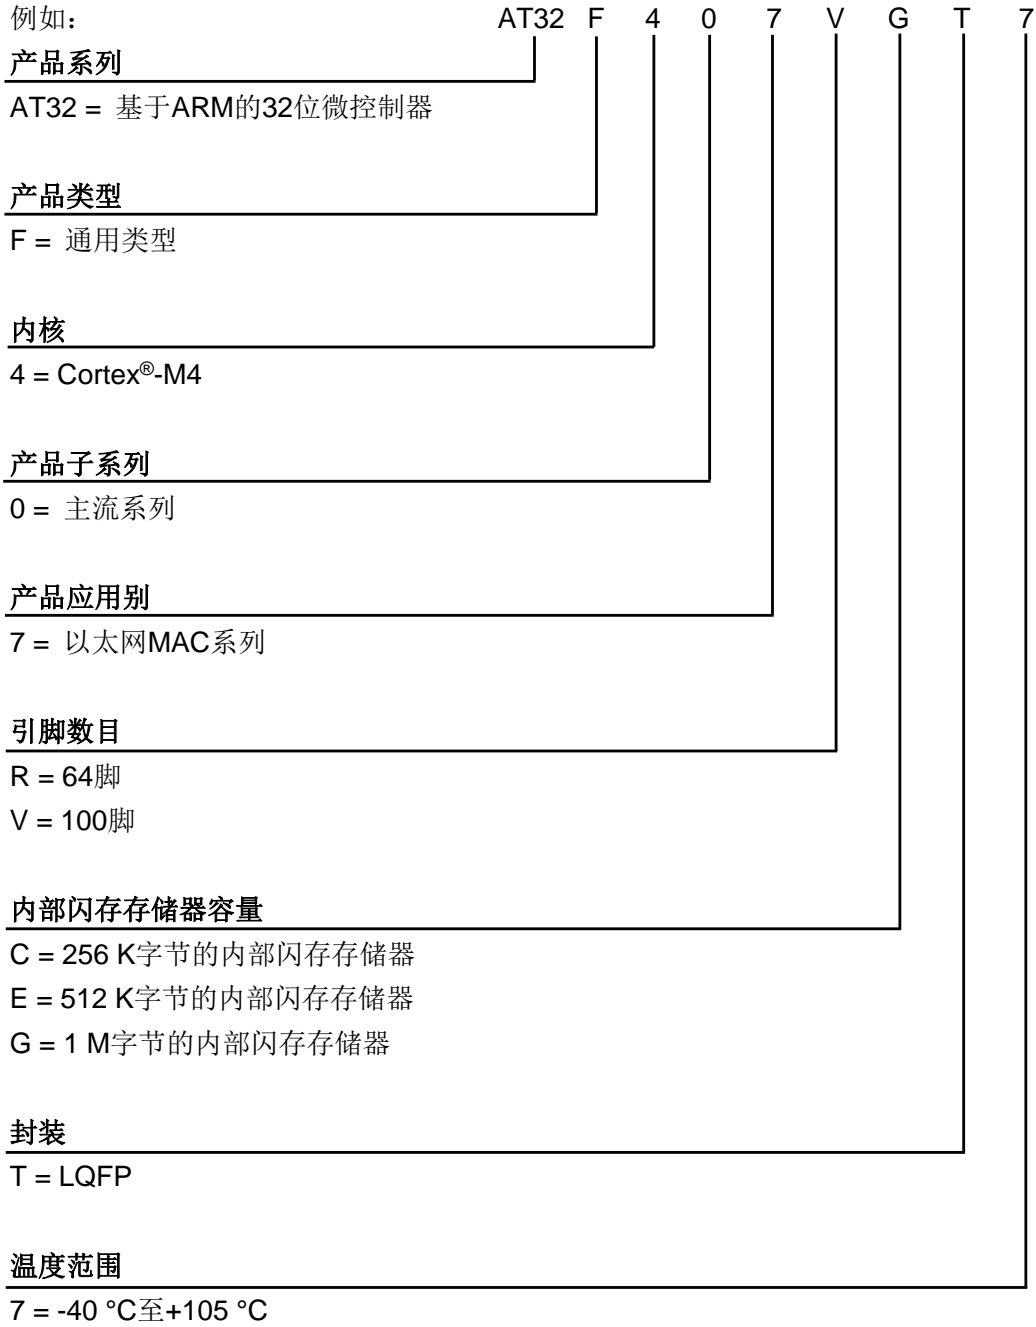 例如： AT32 F 4 0 7 V G T 7
产品系列
AT32 = 基于ARM的32位微控制器
产品类型
F = 通用类型
内核
4 = Cortex®-M4
产品子系列
0 = 主流系列
产品应用别
7 = 以太网MAC系列
引脚数目
R = 64脚
V = 100脚
内部闪存存储器容量
C = 256 K字节的内部闪存存储器
E = 512 K字节的内部闪存存储器
G = 1 M字节的内部闪存存储器
封装
T = LQFP
温度范围
7 = -40 °C至+105 °C